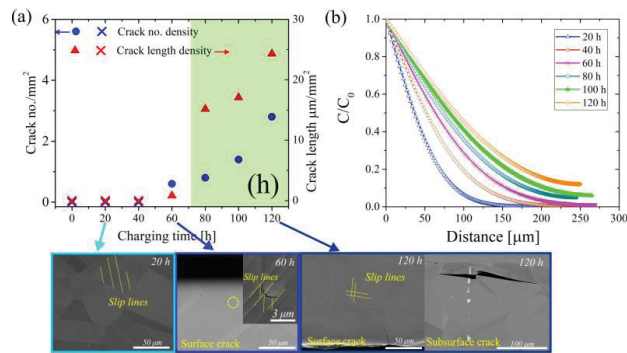 (a)
6
5
4
3
2
1
0
Crack no./mm²
Crack no. density
Crack length density
(h)
30
20
10
0
Crack length μm/mm²
0 20 40 60 80 100 120
Charging time [h]
(b)
1.0
0.8
0.6
0.4
0.2
0.0
C/C₀
20 h
40 h
60 h
80 h
100 h
120 h
0 50 100 150 200 250 300
Distance [μm]
20 h
Slip lines
50 μm
60 h
Slip lines
3 μm
Surface crack
50 μm
120 h
Slip lines
Surface crack
50 μm
120 h
Subsurface crack
100 μm